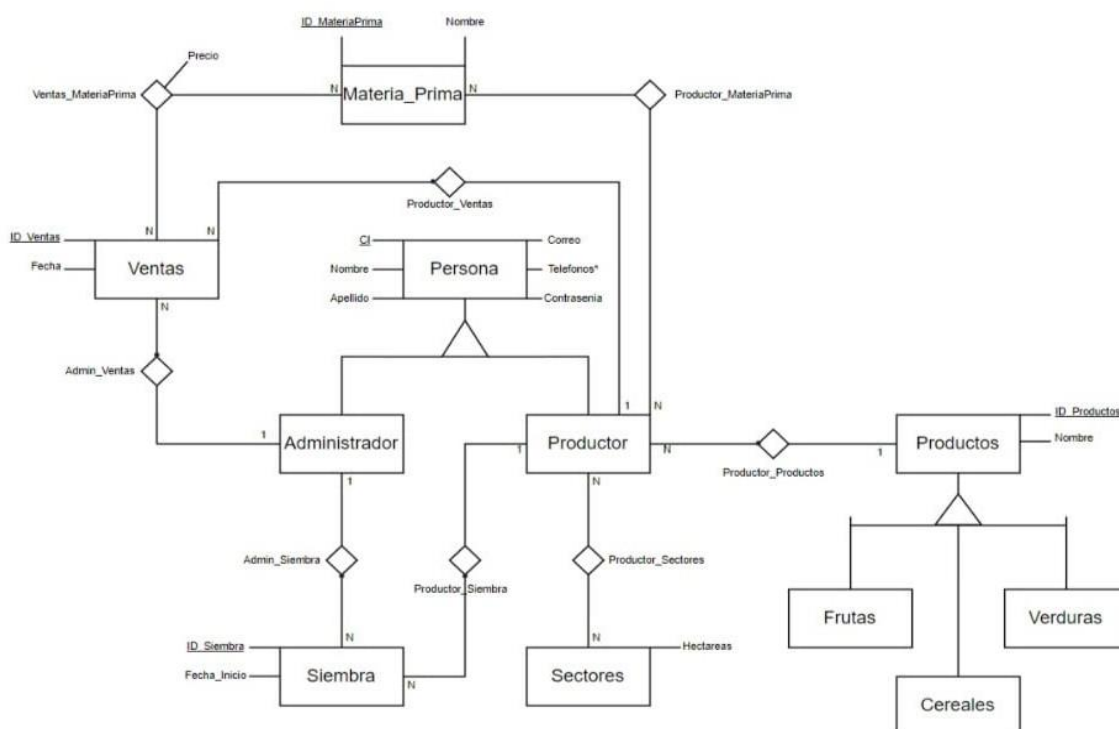 ID_MateriaPrima
Nombre
Precio
Ventas_MateriaPrima
N
Materia_Prima
N
Productor_MateriaPrima
Productor_Ventas
N
N
ID_Ventas
Fecha
Ventas
N
CI
Nombre
Apellido
Persona
Correo
Telefonos*
Contrasenia
Admin_Ventas
1
N
1
Administrador
1
1
Productor
N
N
Productor_Productos
1
Productos
ID_Productos
Nombre
Admin_Siembra
Productor_Siembra
Productor_Sectores
Frutas
Verduras
N
N
ID_Siembra
Fecha_Inicio
Siembra
N
Sectores
Hectareas
Cereales